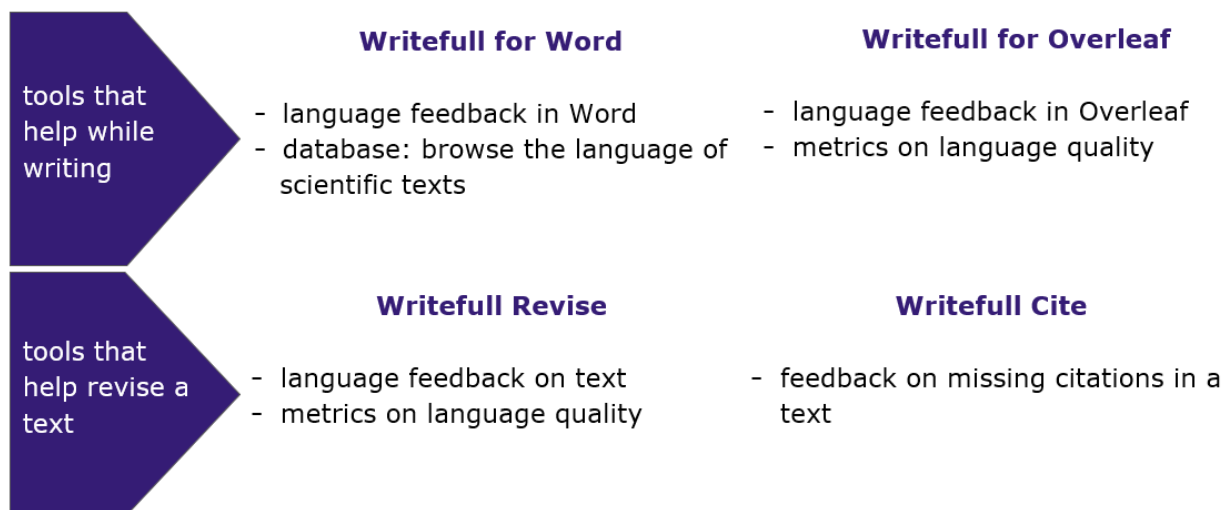 tools that
help while
writing
Writefull for Word
- language feedback in Word
- database: browse the language of
scientific texts
Writefull for Overleaf
- language feedback in Overleaf
- metrics on language quality
tools that
help revise a
text
Writefull Revise
- language feedback on text
- metrics on language quality
Writefull Cite
- feedback on missing citations in a
text